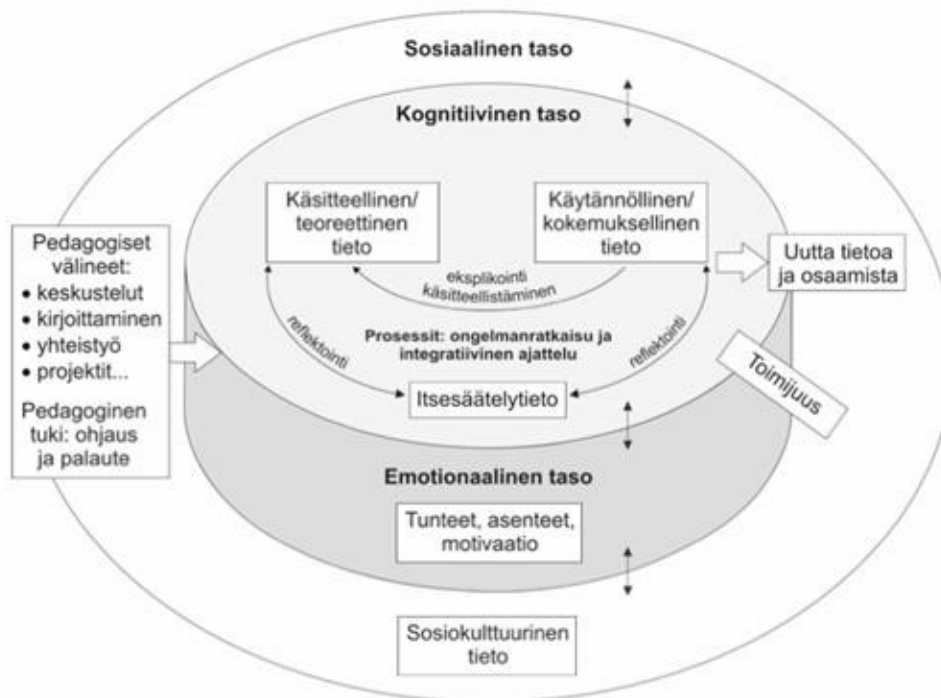 Sosiaalinen taso
Kognitiivinen taso
Käsitteellinen/
teoreettinen
tieto
Käytännöllinen/
kokemuksellinen
tieto
Pedagogiset
välineet:
• keskustelut
• kirjoittaminen
• yhteistyö
• projektit...
Pedagoginen
tuki: ohjaus
ja palaute
Uutta tietoa
ja osaamista
eksplikointi
käsitteellistäminen
reflektointi
Prosessit: ongelmanratkaisu ja
integratiivinen ajattelu
reflektointi
Toimijuus
Itsesäätelytieto
Emotionaalinen taso
Tunteet, asenteet,
motivaatio
Sosiokulttuurinen
tieto